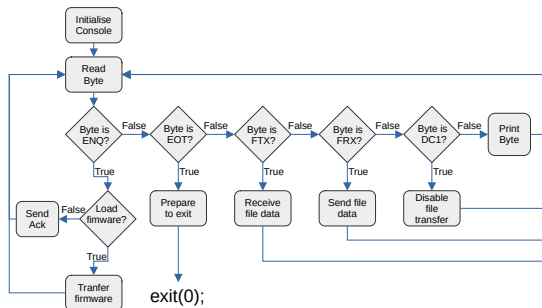 Initialise
Console
Read
Byte
Byte is
ENQ?
False
Byte is
EOT?
False
Byte is
FTX?
False
Byte is
FRX?
False
Byte is
DC1?
False
Print
Byte
True
True
True
True
True
Send
Ack
False
Load
fimware?
Prepare
to exit
Receive
file data
Send file
data
Disable
file
transfer
True
Tranfer
firmware
exit(0);